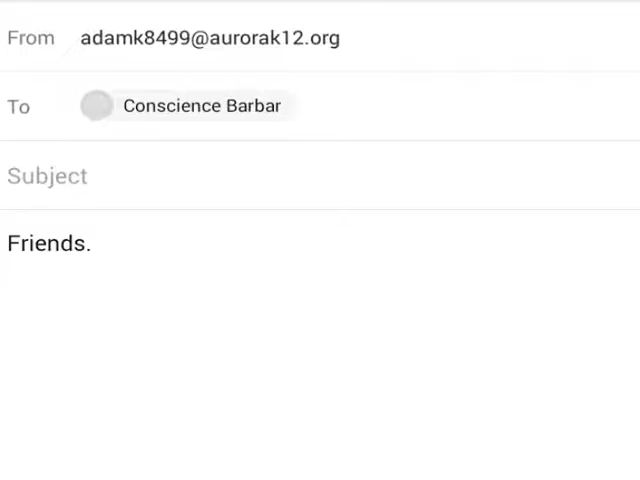 From adamk8499@aurorak12.org
To Conscience Barbar
Subject
Friends.